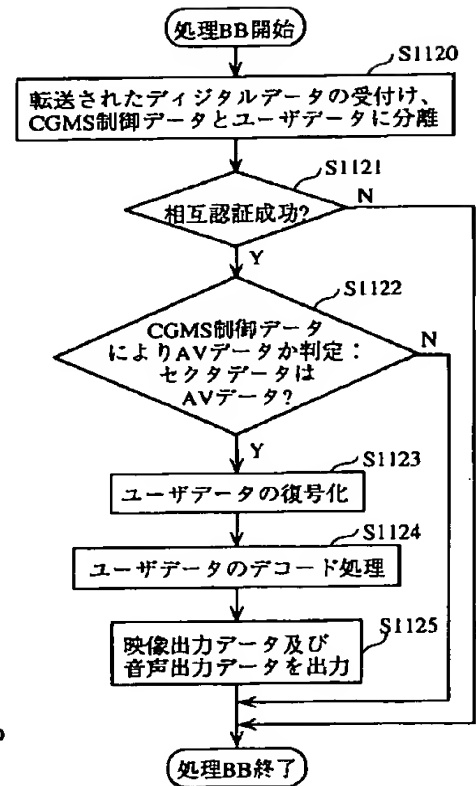 処理BB開始
S1120
転送されたディジタルデータの受付け、
CGMS制御データとユーザデータに分離
S1121
相互認証成功?
N
Y
S1122
CGMS制御データ
によりAVデータか判定：
セクタデータは
AVデータ?
N
Y
S1123
ユーザデータの復号化
S1124
ユーザデータのデコード処理
S1125
映像出力データ及び
音声出力データを出力
処理BB終了